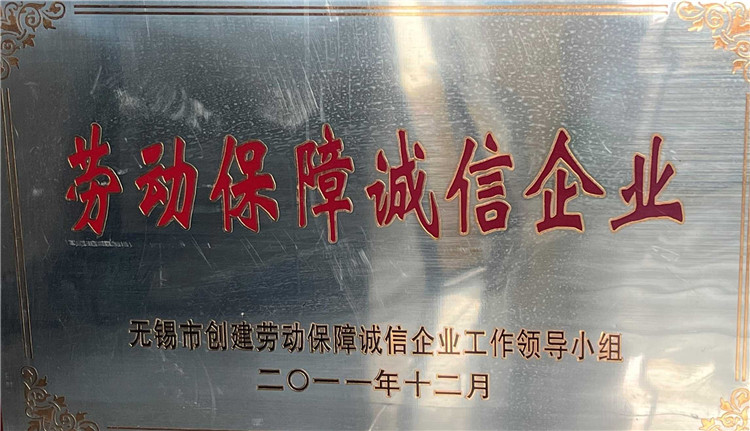 劳动保障诚信企业
无锡市创建劳动保障诚信企业工作领导小组
二〇一一年十二月